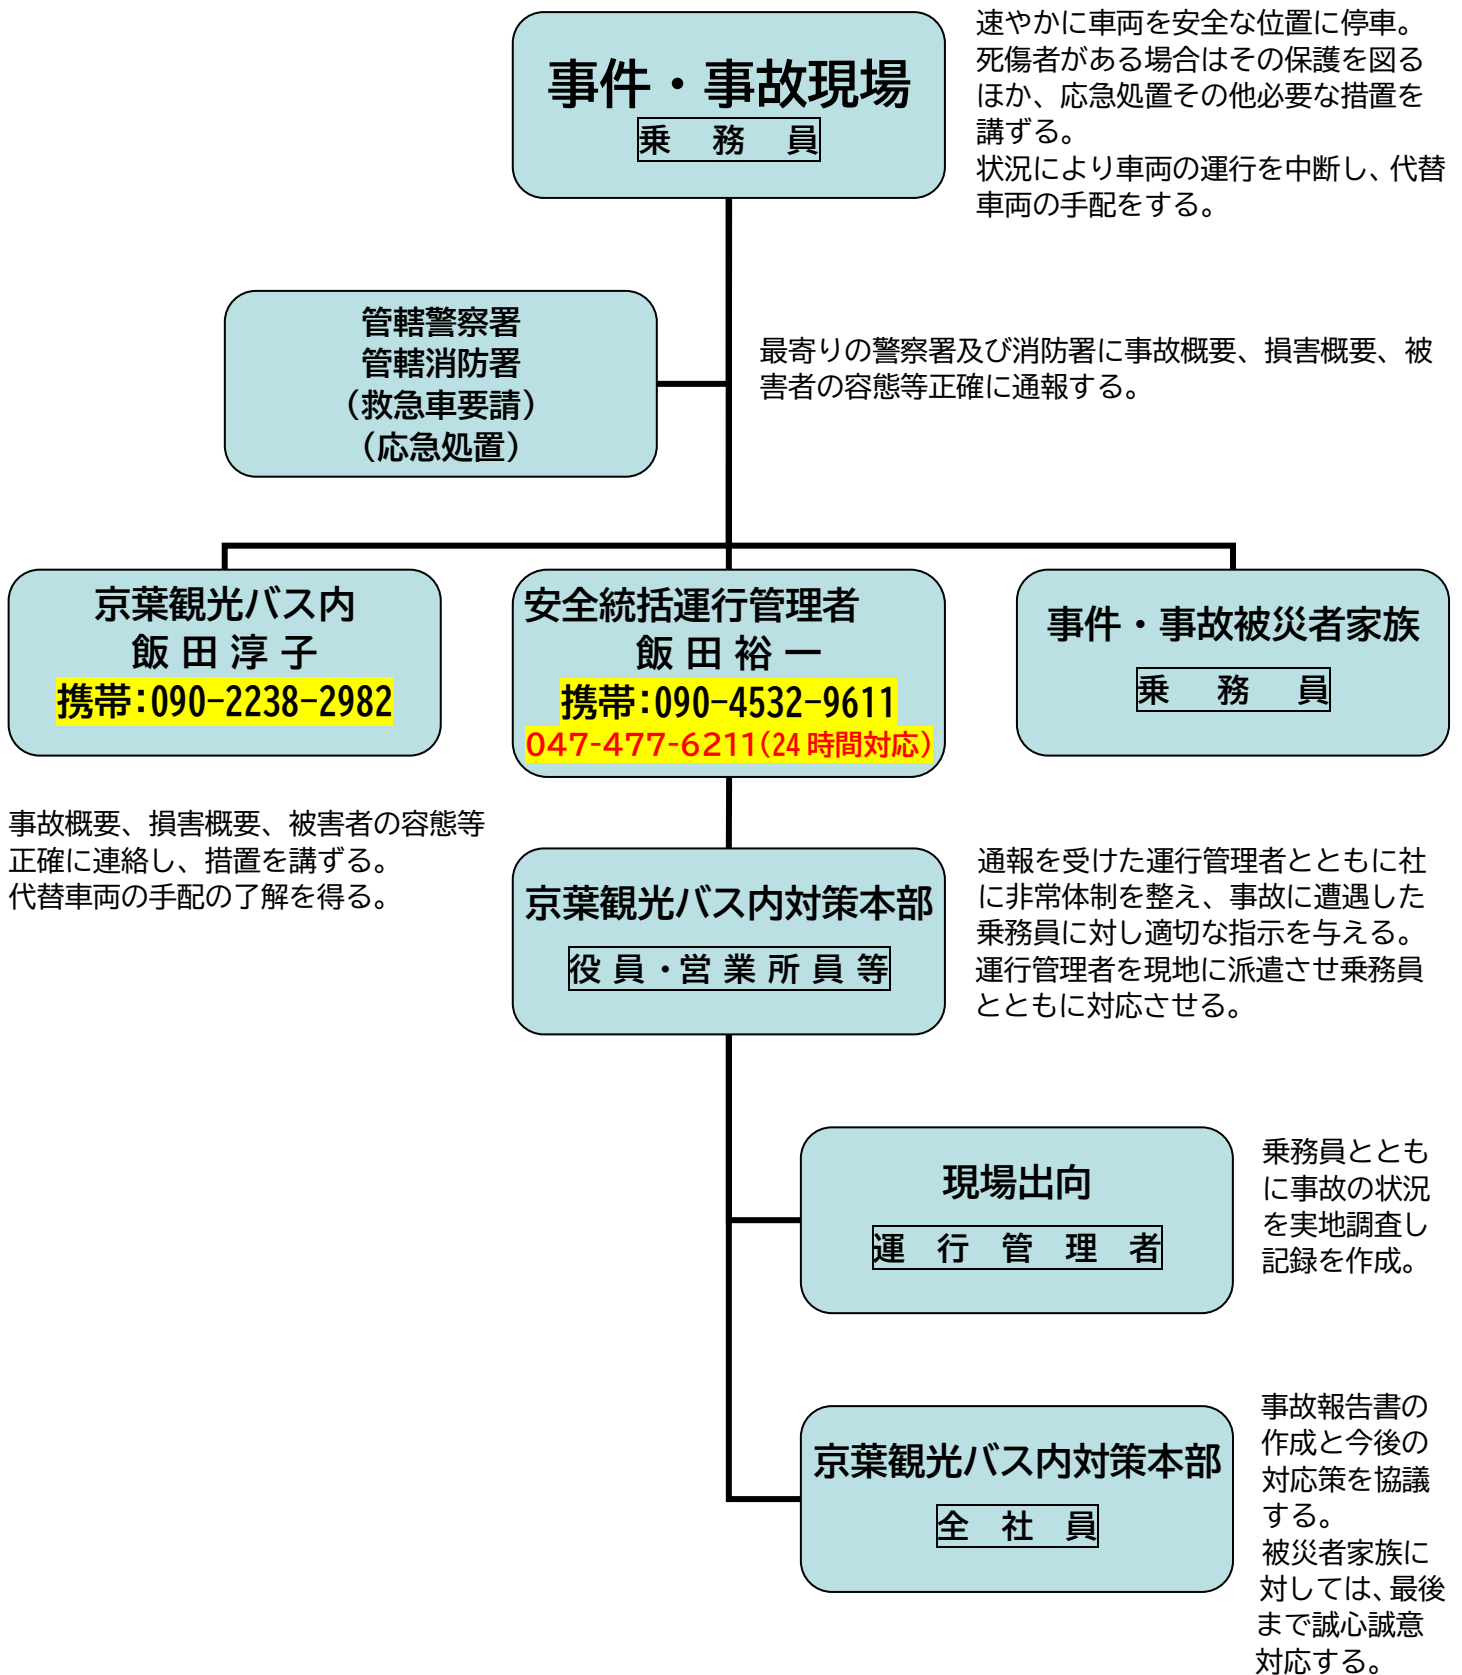 事件・事故現場
乗務員
速やかに車両を安全な位置に停車。
死傷者がある場合はその保護を図る
ほか、応急処置その他必要な措置を
講ずる。
状況により車両の運行を中断し、代替
車両の手配をする。
管轄警察署
管轄消防署
（救急車要請）
（応急処置）
最寄りの警察署及び消防署に事故概要、損害概要、被
害者の容態等正確に通報する。
京葉観光バス内
飯田淳子
携帯：090-2238-2982
安全統括運行管理者
飯田裕一
携帯：090-4532-9611
047-477-6211（24時間対応）
事件・事故被災者家族
乗務員
事故概要、損害概要、被害者の容態等
正確に連絡し、措置を講ずる。
代替車両の手配の了解を得る。
京葉観光バス内対策本部
役員・営業所員等
通報を受けた運行管理者とともに社
に非常体制を整え、事故に遭遇した
乗務員に対し適切な指示を与える。
運行管理者を現地に派遣させ乗務員
とともに対応させる。
現場出向
運行管理者
乗務員ととも
に事故の状況
を実地調査し
記録を作成。
京葉観光バス内対策本部
全社員
事故報告書の
作成と今後の
対応策を協議
する。
被災者家族に
対しては、最後
まで誠心誠意
対応する。